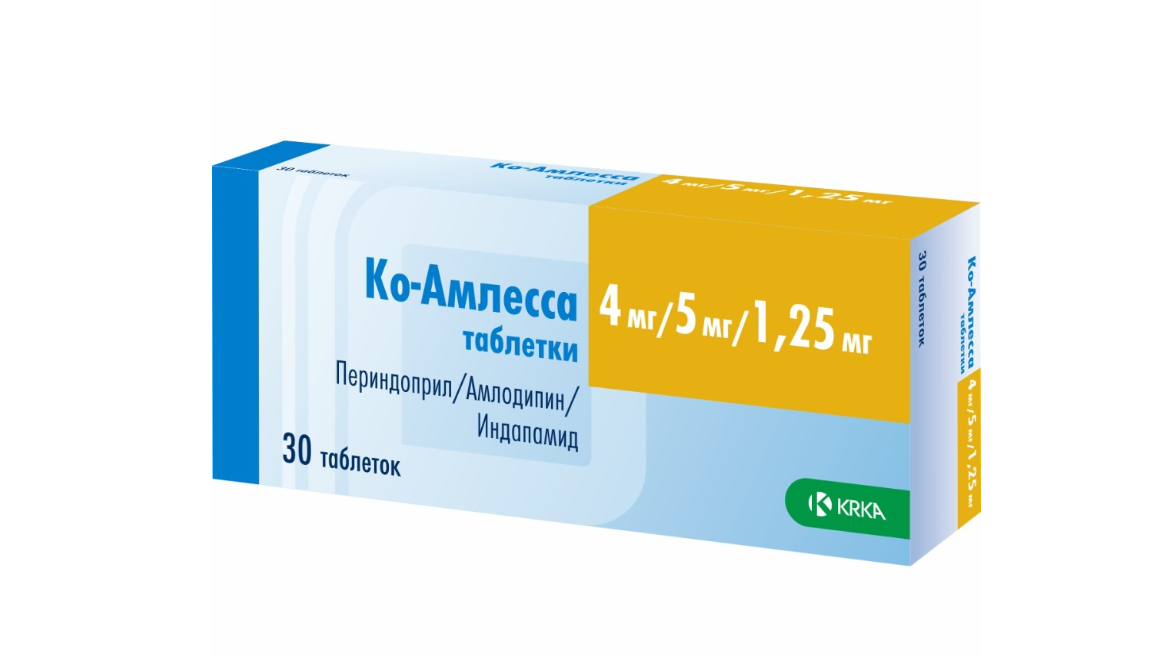 30 таблеток
Ко-Амлесса
таблетки
4 мг/5 мг/1,25 мг
Ко-Амлесса
таблетки
4 мг/5 мг/1,25 мг
Периндоприл/Амлодипин/
Индапамид
30 таблеток
KRKA
30 таблеток
Ко-Амлесса
таблетки
4 мг/5 мг/1,25 мг